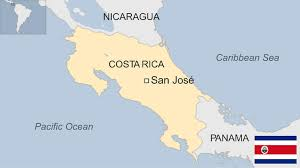 NICARAGUA
Caribbean Sea
COSTA RICA
San José
Pacific Ocean
PANAMA